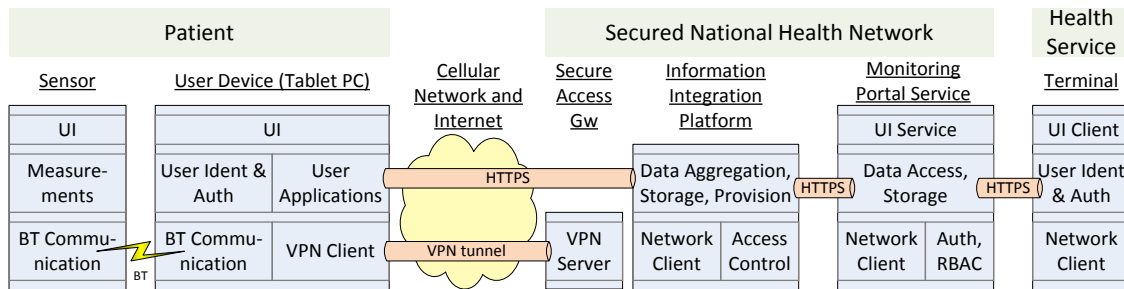 Patient
Secured National Health Network
Health
Service
Sensor
User Device (Tablet PC)
Cellular
Network and
Internet
Secure
Access
Gw
Information
Integration
Platform
Monitoring
Portal Service
Terminal
UI
UI
UI Service
UI Client
Measure-
ments
User Ident &
Auth
User
Applications
HTTPS
Data Aggregation,
Storage, Provision
HTTPS
Data Access,
Storage
HTTPS
User Ident
& Auth
BT Commu-
nication
BT
BT Commu-
nication
VPN Client
VPN tunnel
VPN
Server
Network
Client
Access
Control
Network
Client
Auth,
RBAC
Network
Client